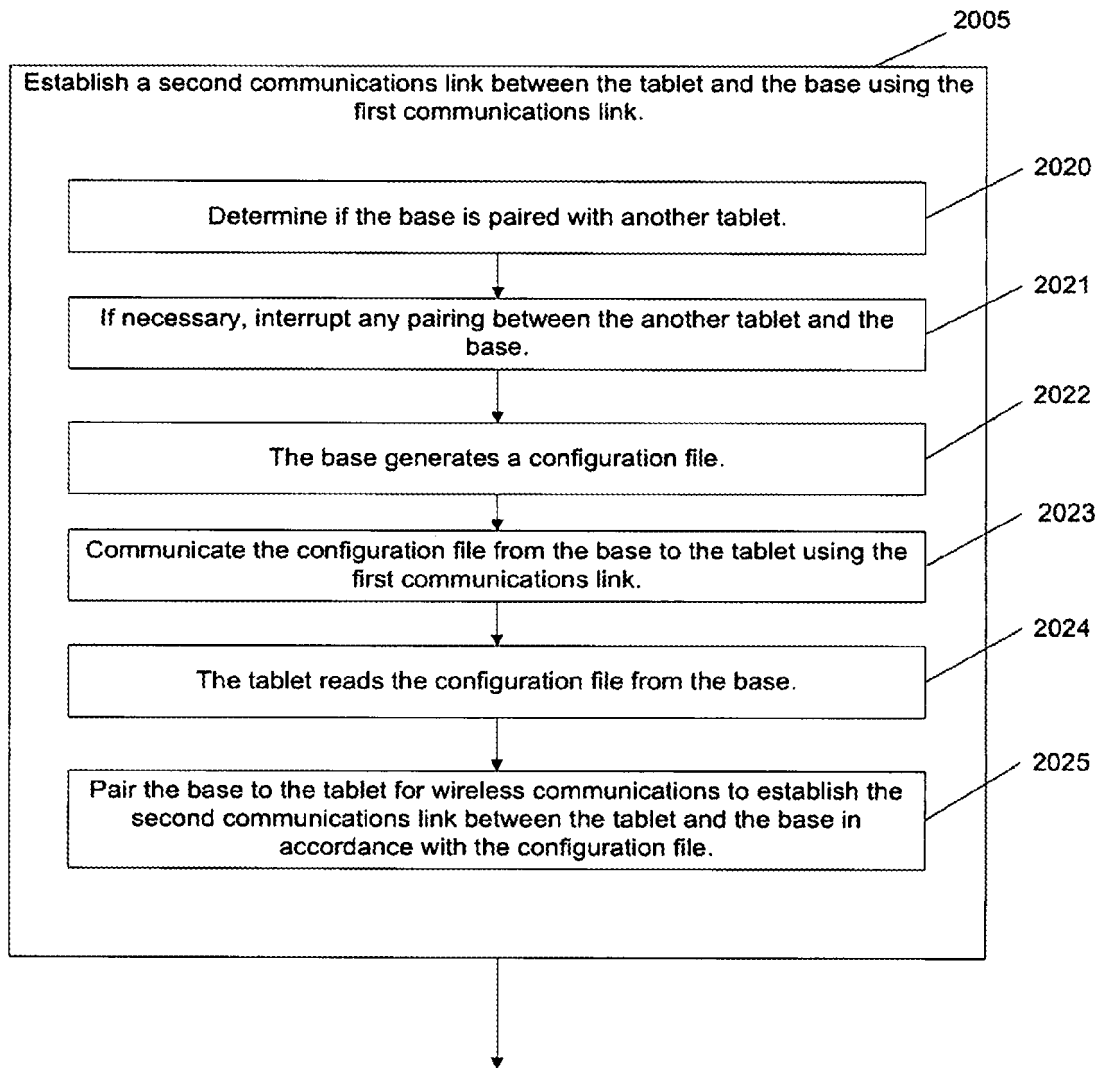 2005
Establish a second communications link between the tablet and the base using the
first communications link.
2020
Determine if the base is paired with another tablet.
2021
If necessary, interrupt any pairing between the another tablet and the
base.
2022
The base generates a configuration file.
2023
Communicate the configuration file from the base to the tablet using the
first communications link.
2024
The tablet reads the configuration file from the base.
2025
Pair the base to the tablet for wireless communications to establish the
second communications link between the tablet and the base in
accordance with the configuration file.